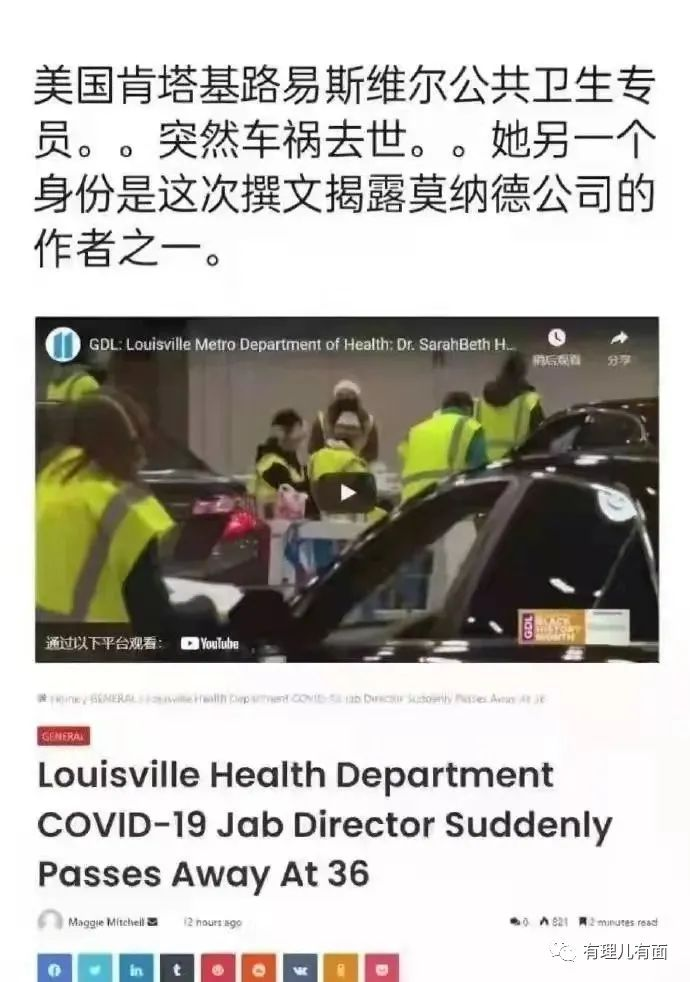 美国肯塔基路易斯维尔公共卫生专
员。。突然车祸去世。。她另一个
身份是这次撰文揭露莫纳德公司的
作者之一。
GDL: Louisville Metro Department of Health: Dr. SarahBeth H...
稍后观看
分享
GDL
BLACK
HISTORY
MONTH
通过以下平台观看：
YouTube
Home / GENERAL / Louisville Health Department COVID-19 Jab Director Suddenly Passes Away At 36
GENERAL
Louisville Health Department
COVID-19 Jab Director Suddenly
Passes Away At 36
Maggie Mitchell 12 hours ago 0 821 2 minutes read
有理儿有面